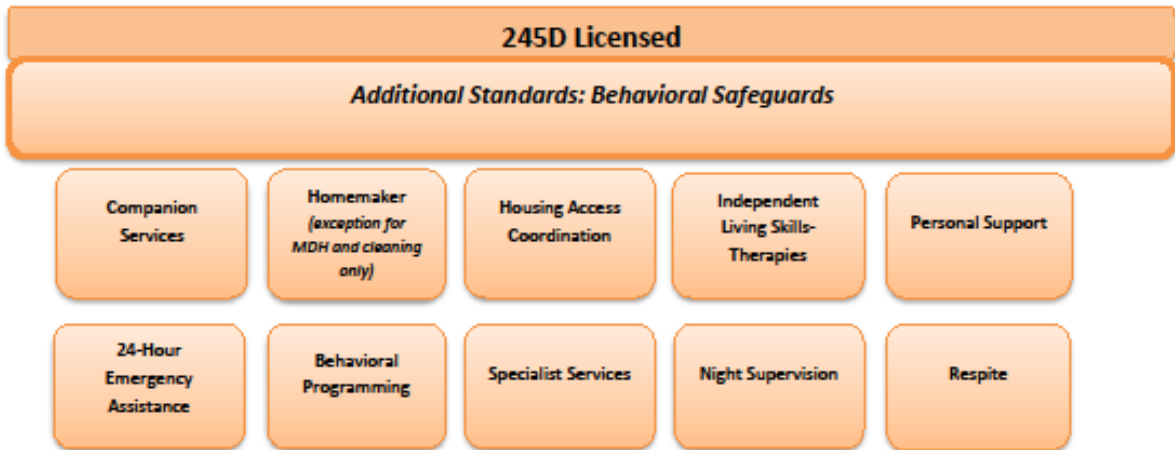 245D Licensed
Additional Standards: Behavioral Safeguards
Companion
Services
Homemaker
(exception for
MDH and cleaning
only)
Housing Access
Coordination
Independent
Living Skills-
Therapies
Personal Support
24-Hour
Emergency
Assistance
Behavioral
Programming
Specialist Services
Night Supervision
Respite